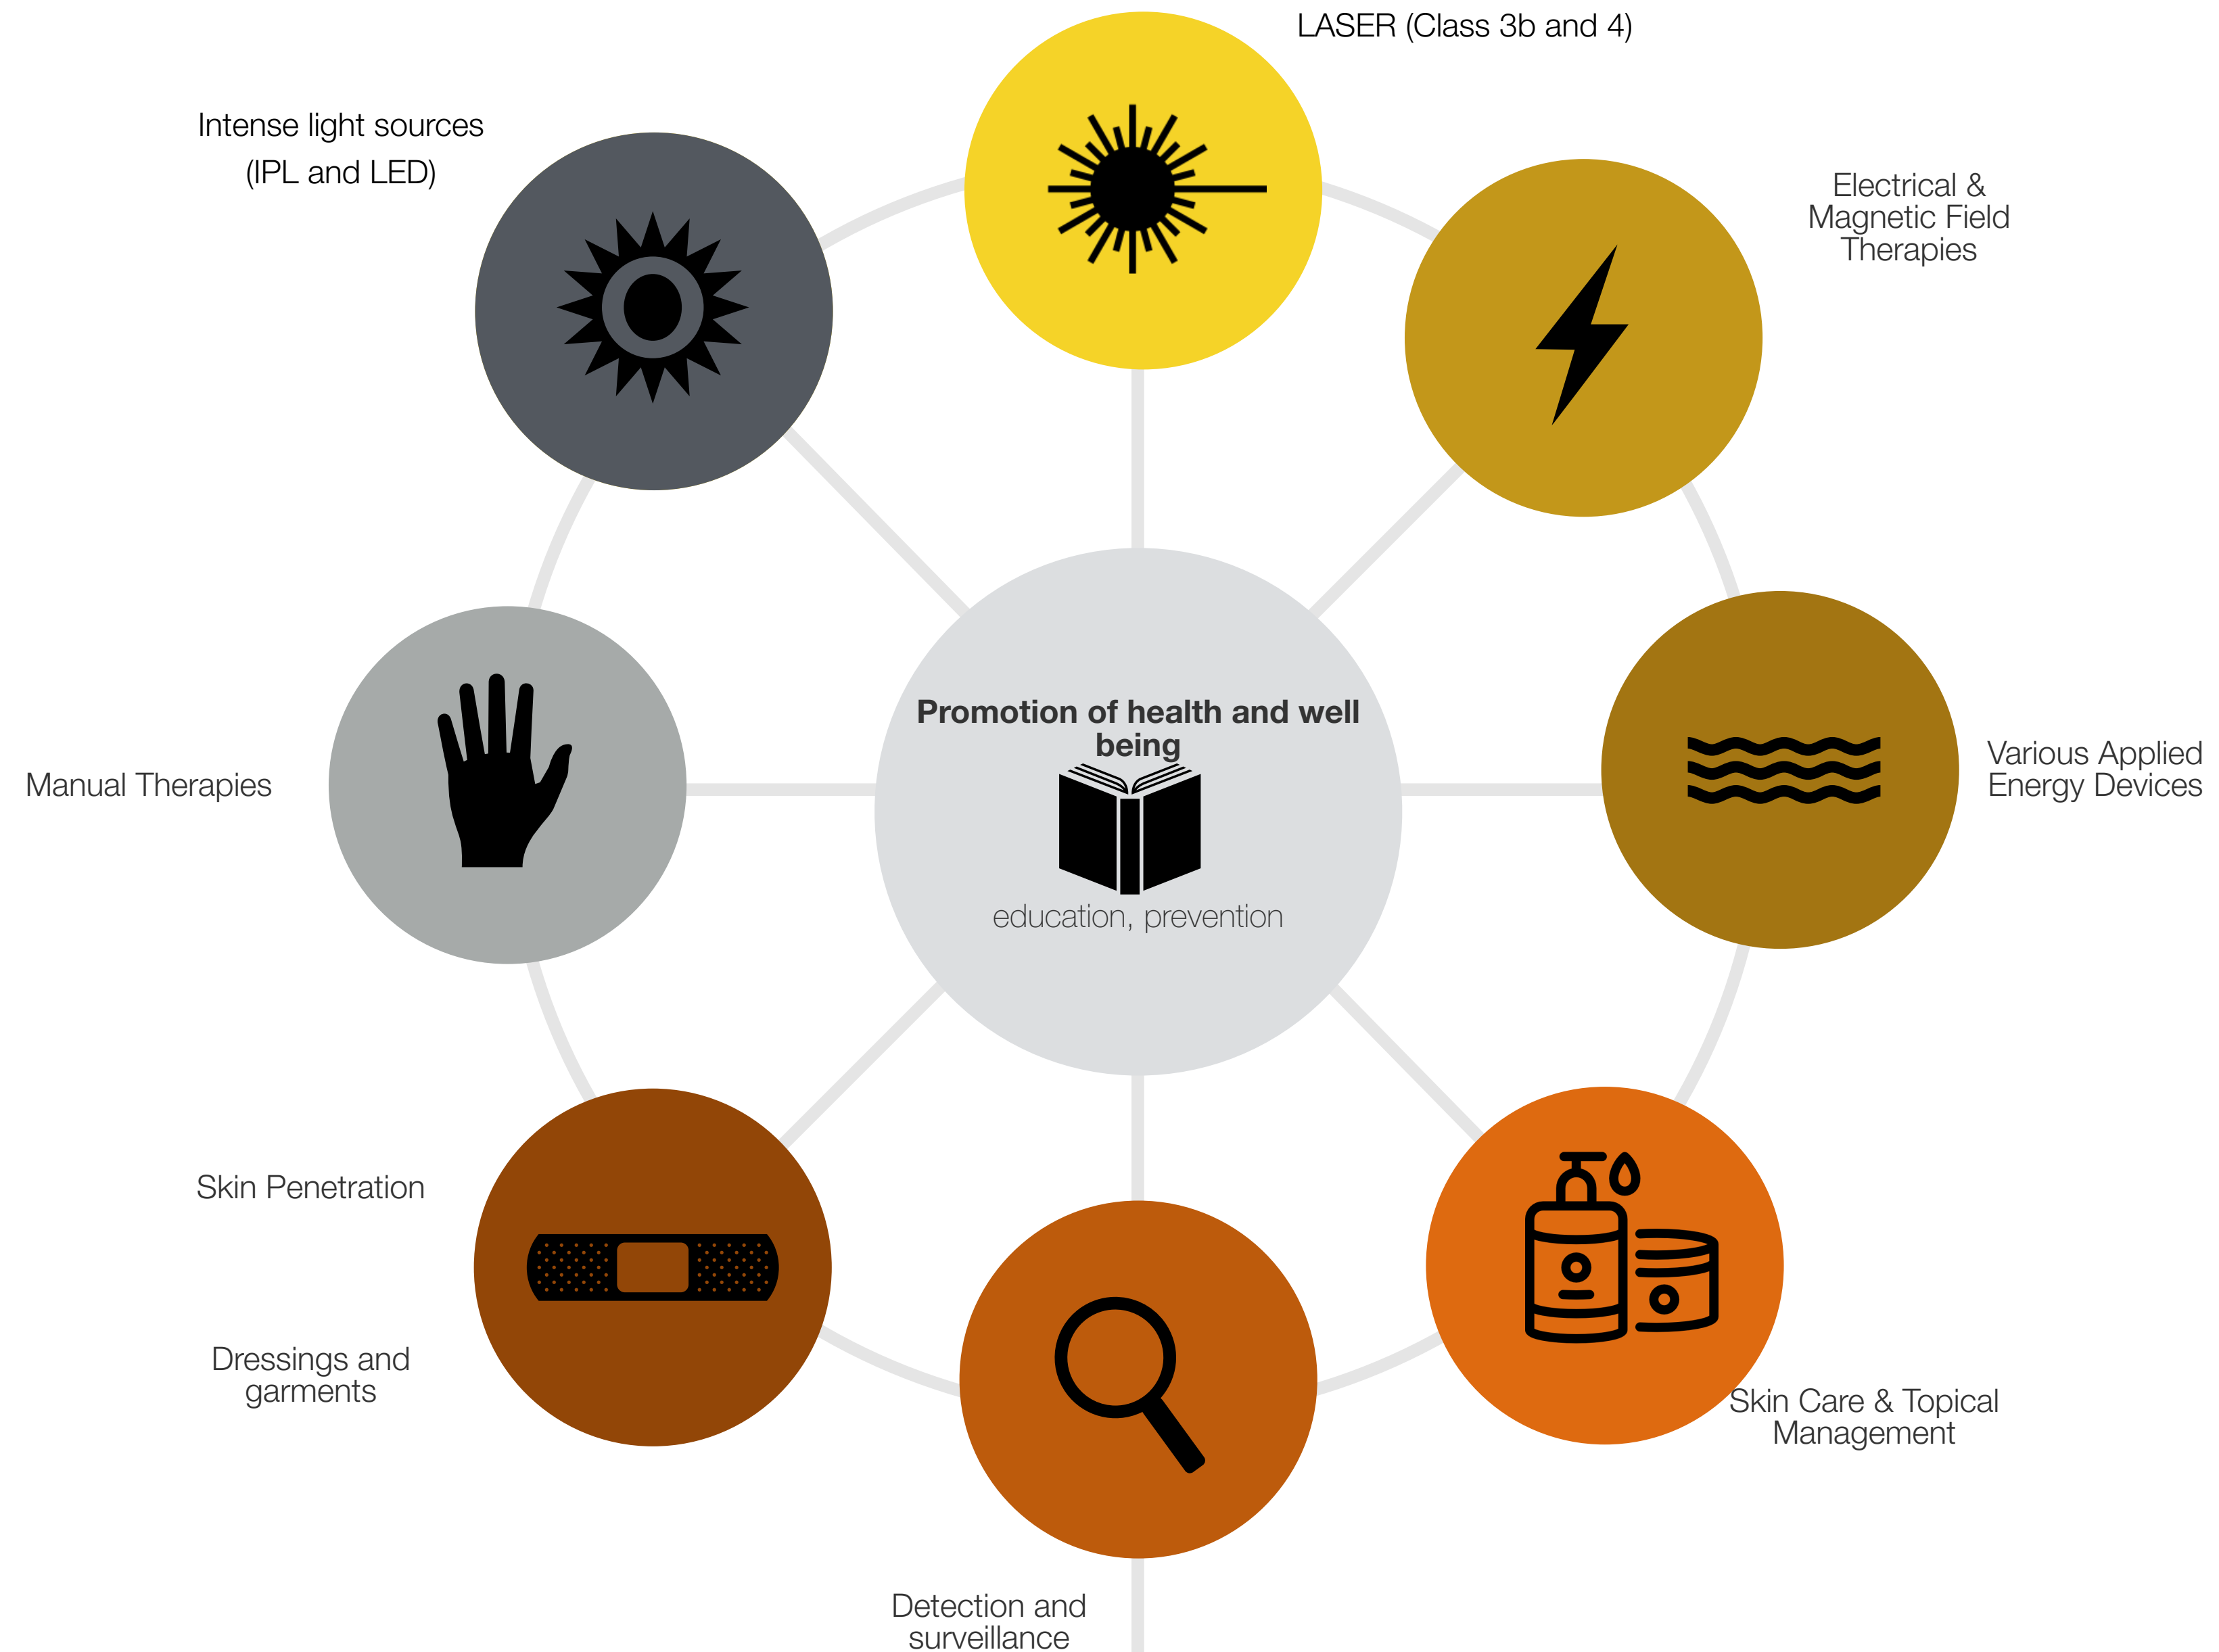 LASER (Class 3b and 4)
Intense light sources
(IPL and LED)
Electrical &
Magnetic Field
Therapies
Promotion of health and well
being
education, prevention
Various Applied
Energy Devices
Manual Therapies
Skin Penetration
Dressings and
garments
Skin Care & Topical
Management
Detection and
surveillance